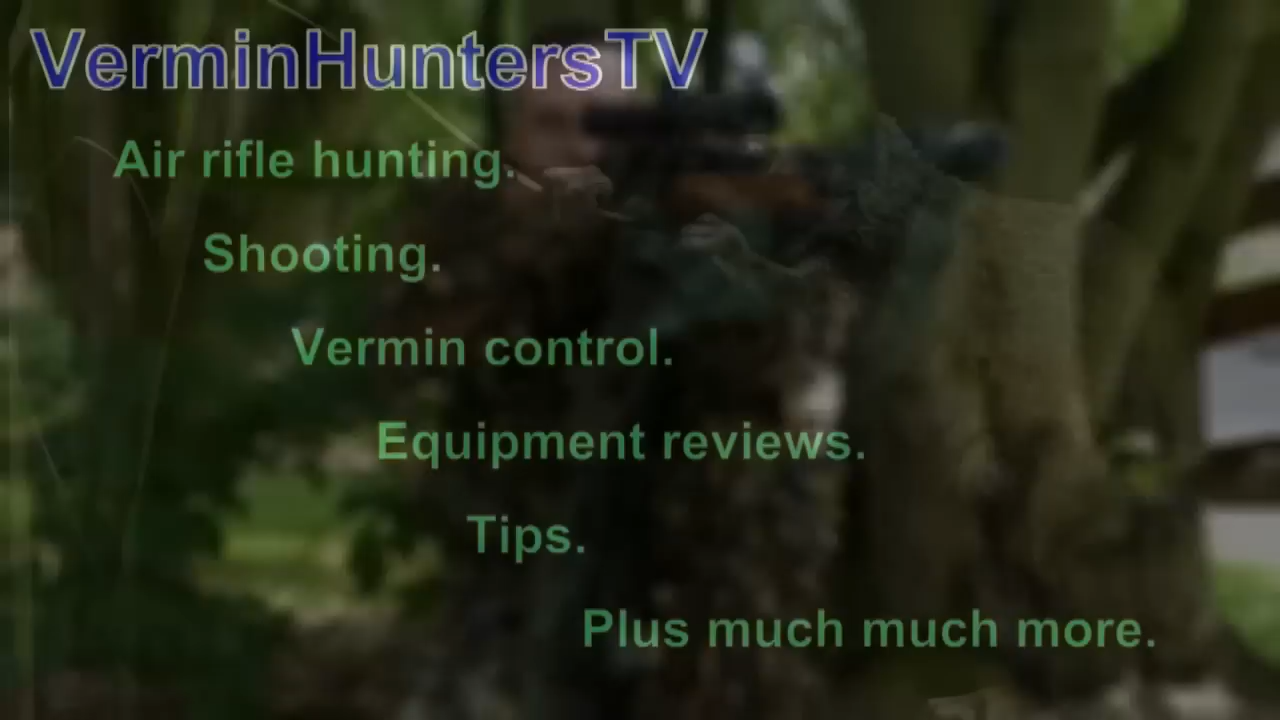 VerminHuntersTV
Air rifle hunting.
Shooting.
Vermin control.
Equipment reviews.
Tips.
Plus much much more.